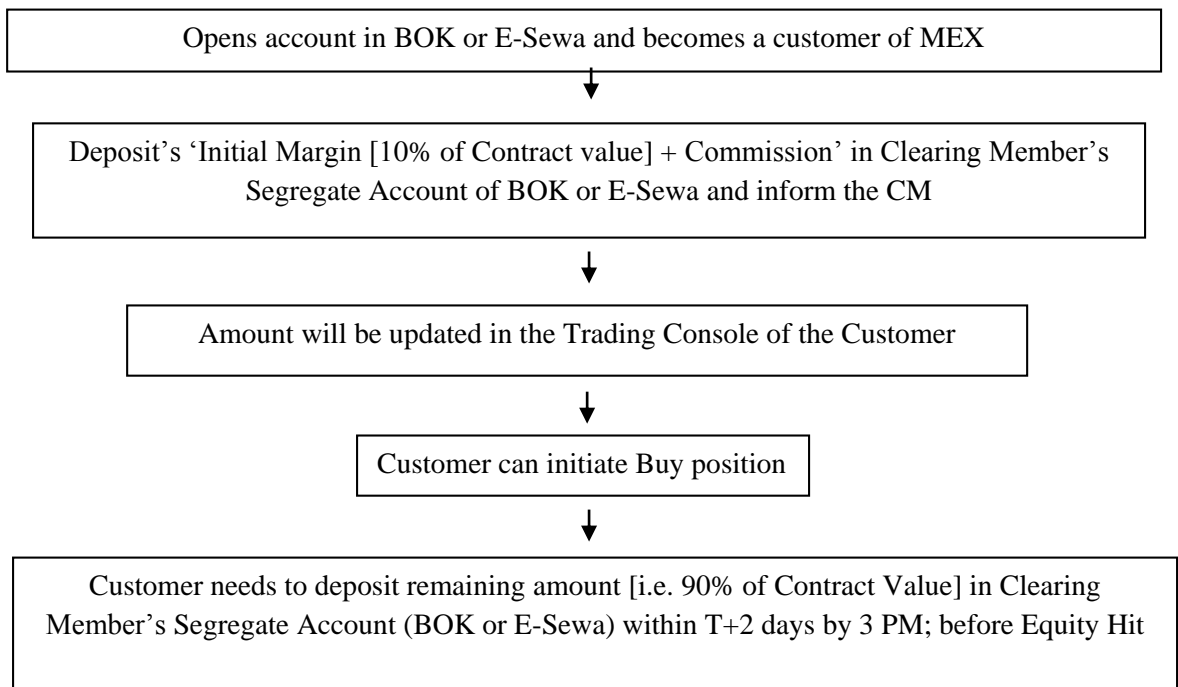 Opens account in BOK or E-Sewa and becomes a customer of MEX
Deposit's ‘Initial Margin [10% of Contract value] + Commission’ in Clearing Member's
Segregate Account of BOK or E-Sewa and inform the CM
Amount will be updated in the Trading Console of the Customer
Customer can initiate Buy position
Customer needs to deposit remaining amount [i.e. 90% of Contract Value] in Clearing
Member's Segregate Account (BOK or E-Sewa) within T+2 days by 3 PM; before Equity Hit